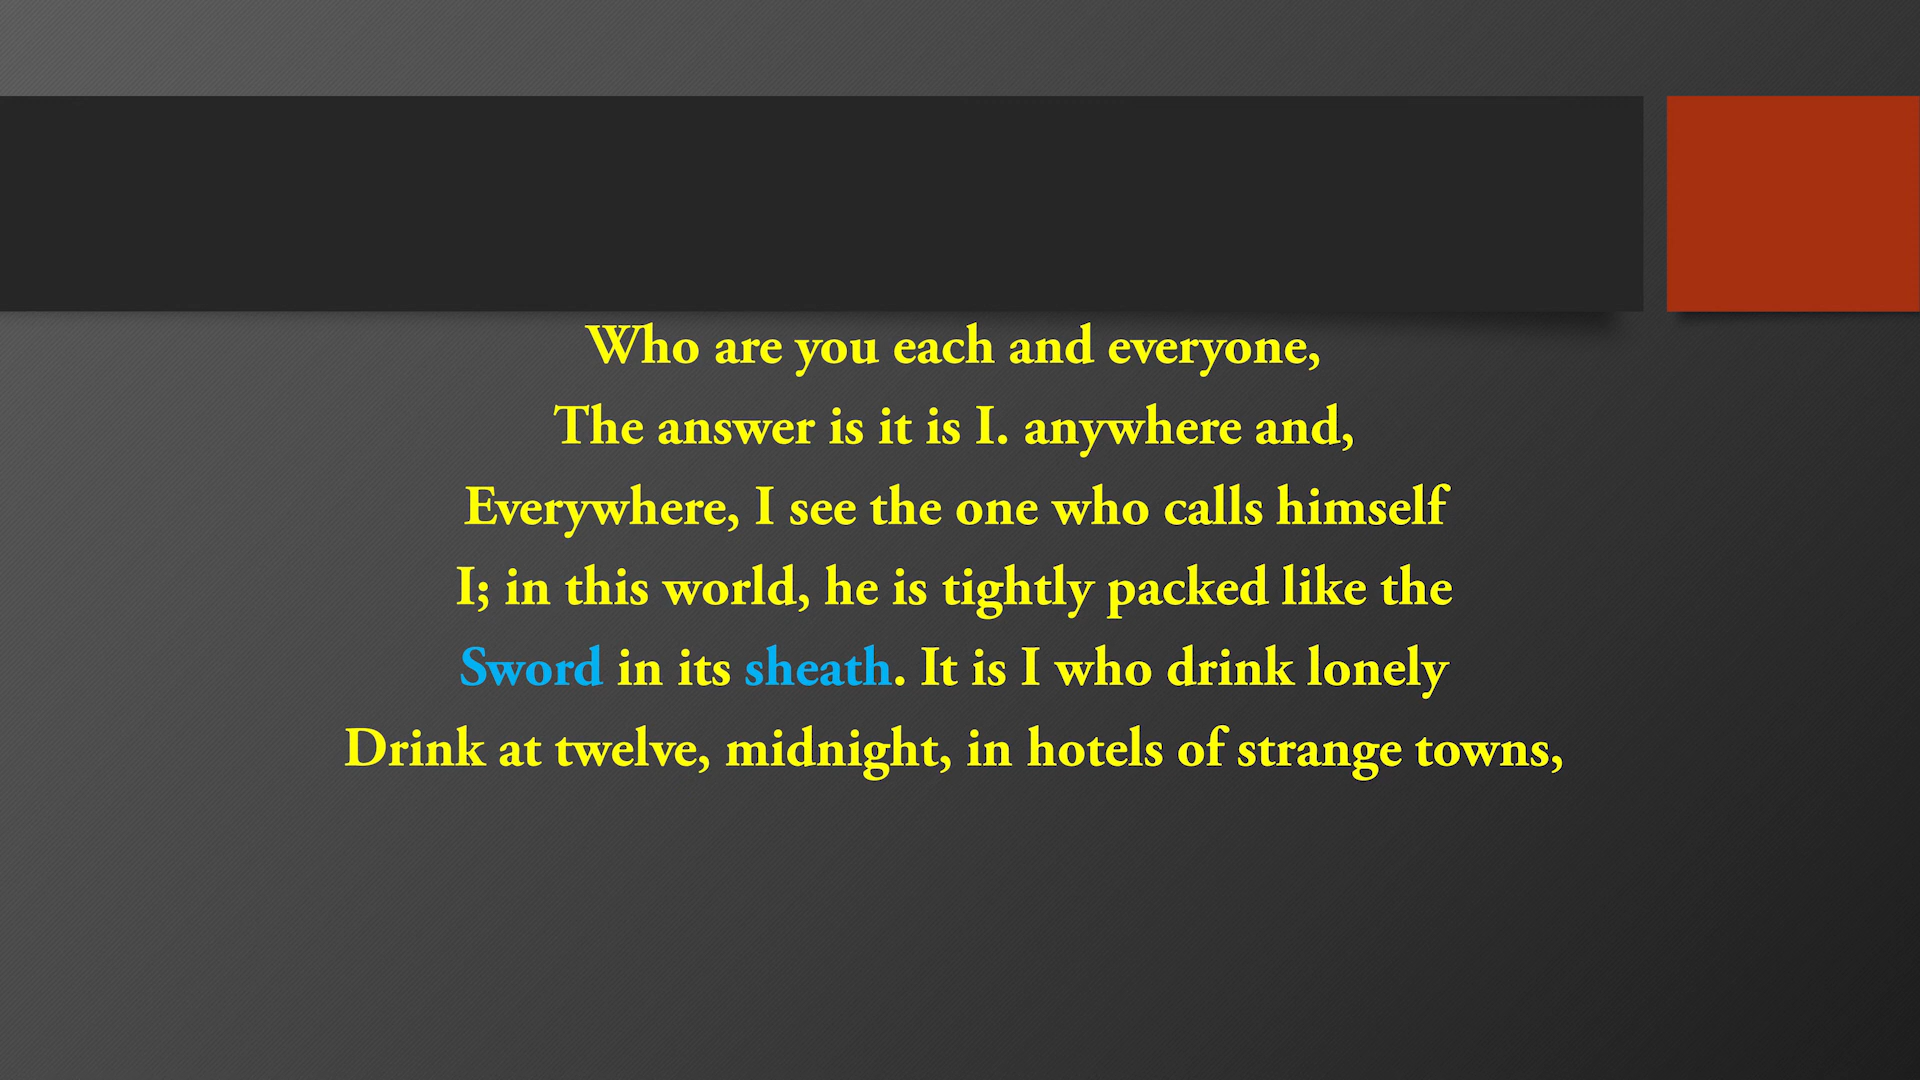 Who are you each and everyone,
The answer is it is I. anywhere and,
Everywhere, I see the one who calls himself
I; in this world, he is tightly packed like the
Sword in its sheath. It is I who drink lonely
Drink at twelve, midnight, in hotels of strange towns,